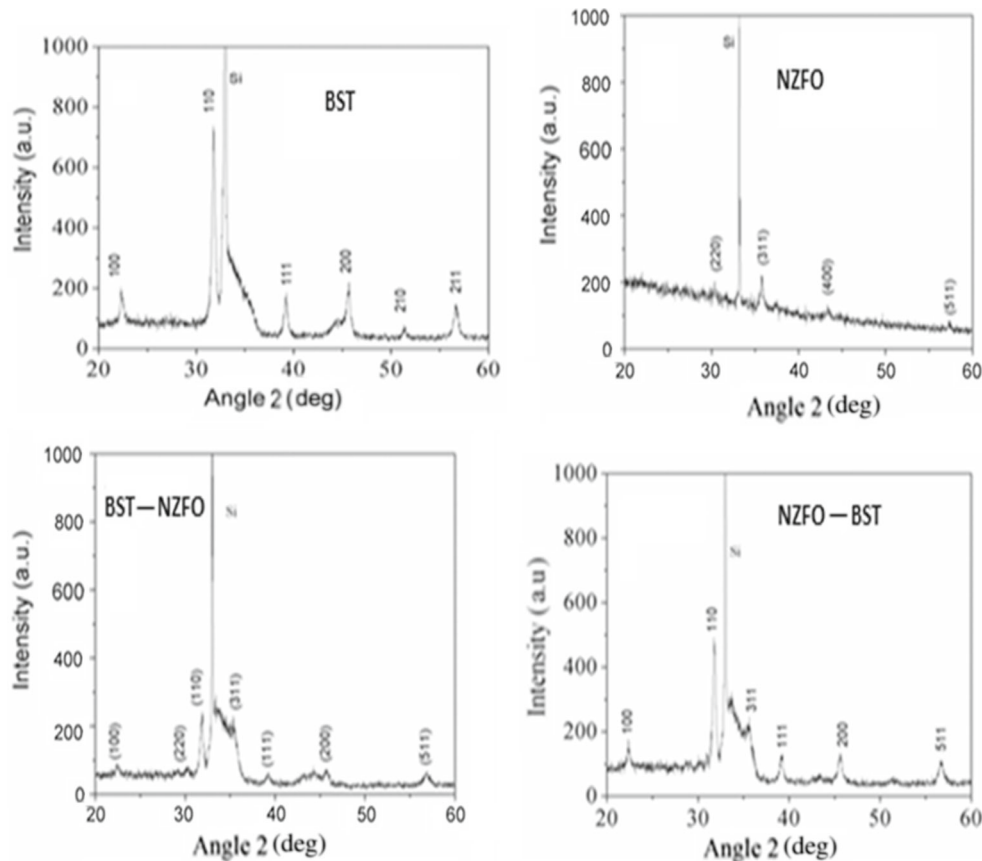 1000
800
600
400
200
0
Intensity (a.u.)
BST
100
110
Si
111
200
210
211
20 30 40 50 60
Angle 2 (deg)
1000
800
600
400
200
0
Intensity (a.u.)
NZFO
(220)
Si
(311)
(400)
(511)
20 30 40 50 60
Angle 2 (deg)
1000
800
600
400
200
0
Intensity (a.u.)
BST—NZFO
(100)
(220)
(110)
Si
(311)
(111)
(200)
(511)
20 30 40 50 60
Angle 2 (deg)
1000
800
600
400
200
0
Intensity ( a.u)
NZFO—BST
100
110
Si
311
111
200
511
20 30 40 50 60
Angle 2 (deg)